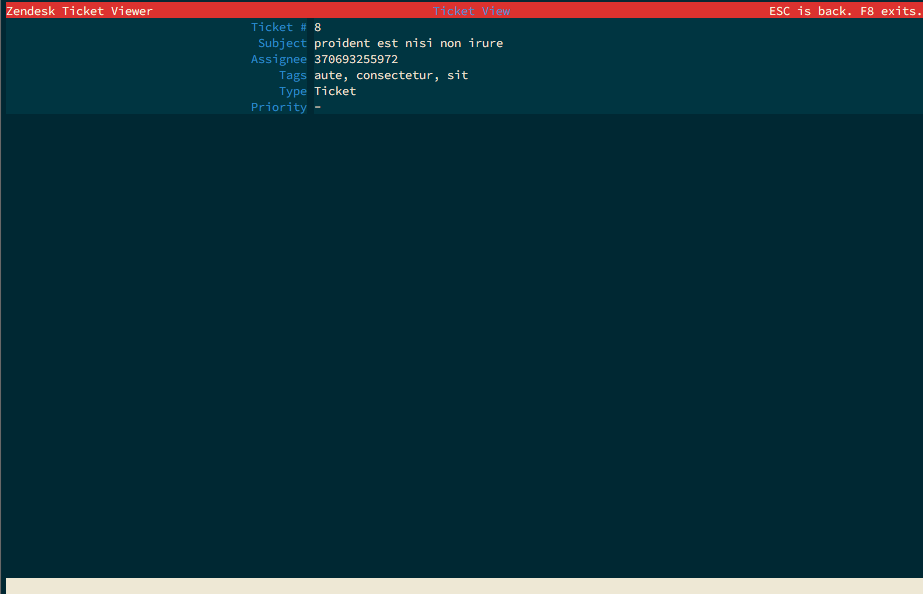 Zendesk Ticket Viewer Ticket View ESC is back. F8 exits.
Ticket # 8
Subject proident est nisi non irure
Assignee 370693255972
Tags aute, consectetur, sit
Type Ticket
Priority -